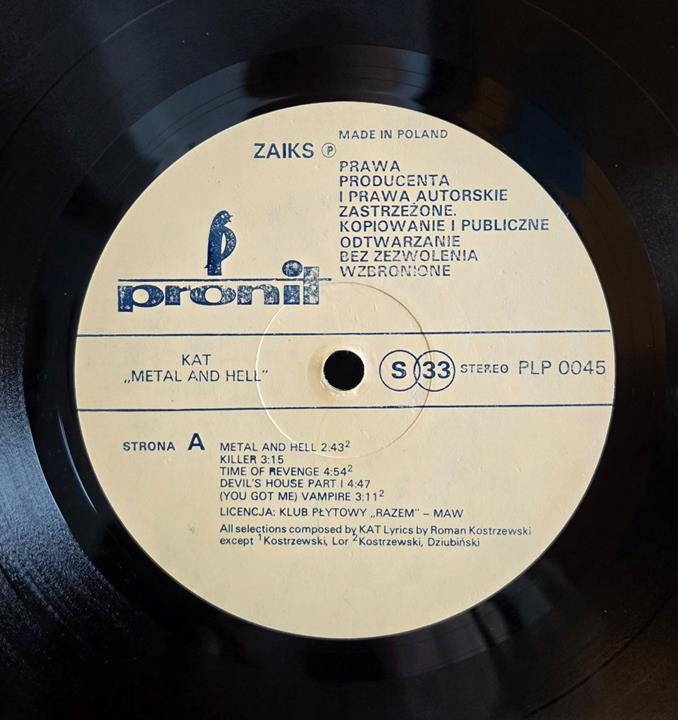 MADE IN POLAND
ZAIKS Ⓟ
PRAWA
PRODUCENTA
I PRAWA AUTORSKIE
ZASTRZEŻONE.
KOPIOWANIE I PUBLICZNE
ODTWARZANIE
BEZ ZEZWOLENIA
WZBRONIONE
pronit
KAT
„METAL AND HELL"
S 33 STEREO PLP 0045
STRONA A
METAL AND HELL 2:43²
KILLER 3:15
TIME OF REVENGE 4:54²
DEVIL'S HOUSE PART I 4:47
(YOU GOT ME) VAMPIRE 3:11²
LICENCJA: KLUB PŁYTOWY „RAZEM" – MAW
All selections composed by KAT Lyrics by Roman Kostrzewski
except ¹Kostrzewski, Lor ²Kostrzewski, Dziubiński